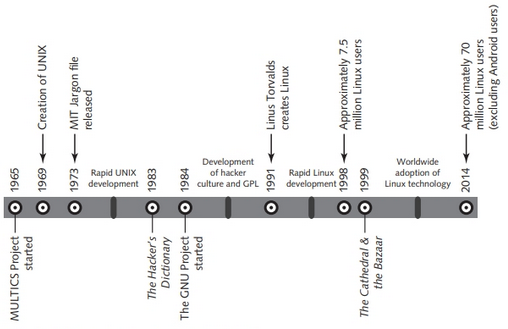 Creation of UNIX
MIT Jargon file
released
Linus Torvalds
creates Linux
Approximately 7.5
million Linux users
Approximately 70
million Linux users
(excluding Android users)
Rapid UNIX
development
Development
of hacker
culture and GPL
Rapid Linux
development
Worldwide
adoption of
Linux technology
1965
1969
1973
1983
1984
1991
1998
1999
2014
MULTICS Project
started
The Hacker's
Dictionary
The GNU Project
started
The Cathedral &
the Bazaar